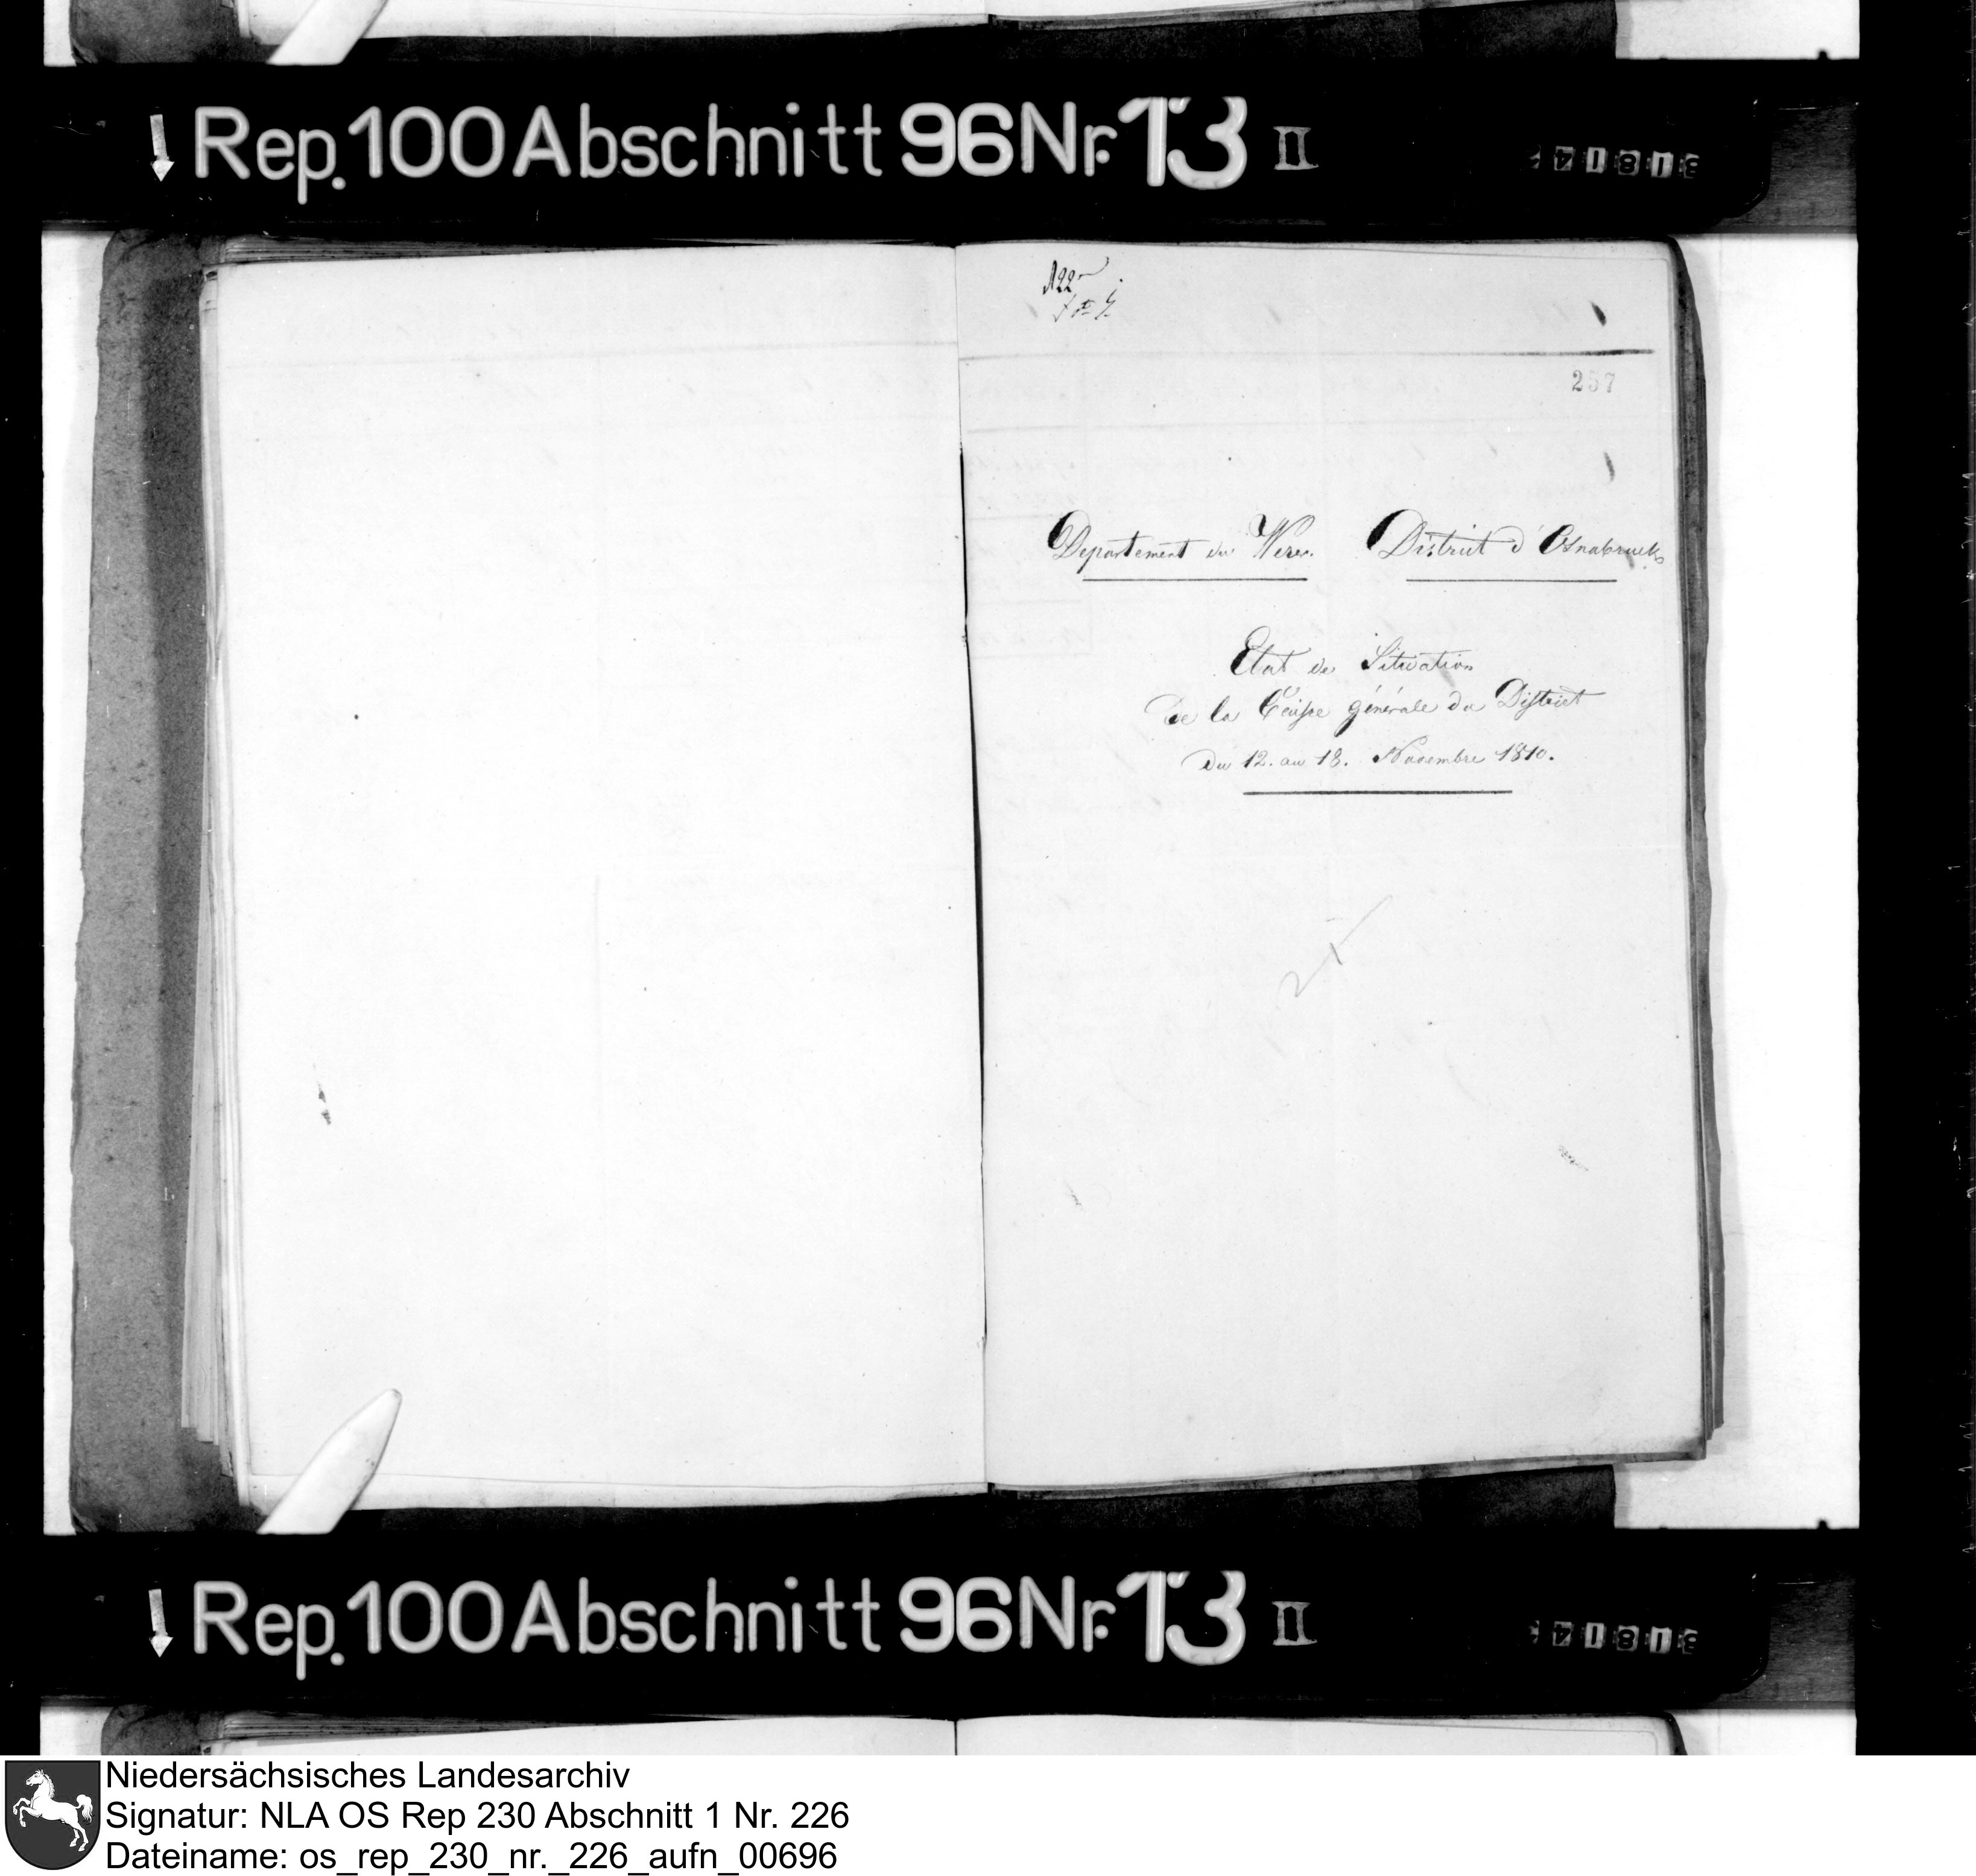 Rep. 100 Abschnitt 96 Nr. 13 II
257
Departement du Weser. District d'Osnabruck
Etat de Situation
De la Caisse générale du District
Du 12. au 18. Novembre 1810.
Rep. 100 Abschnitt 96 Nr. 13 II
Niedersächsisches Landesarchiv
Signatur: NLA OS Rep 230 Abschnitt 1 Nr. 226
Dateiname: os_rep_230_nr._226_aufn_00696